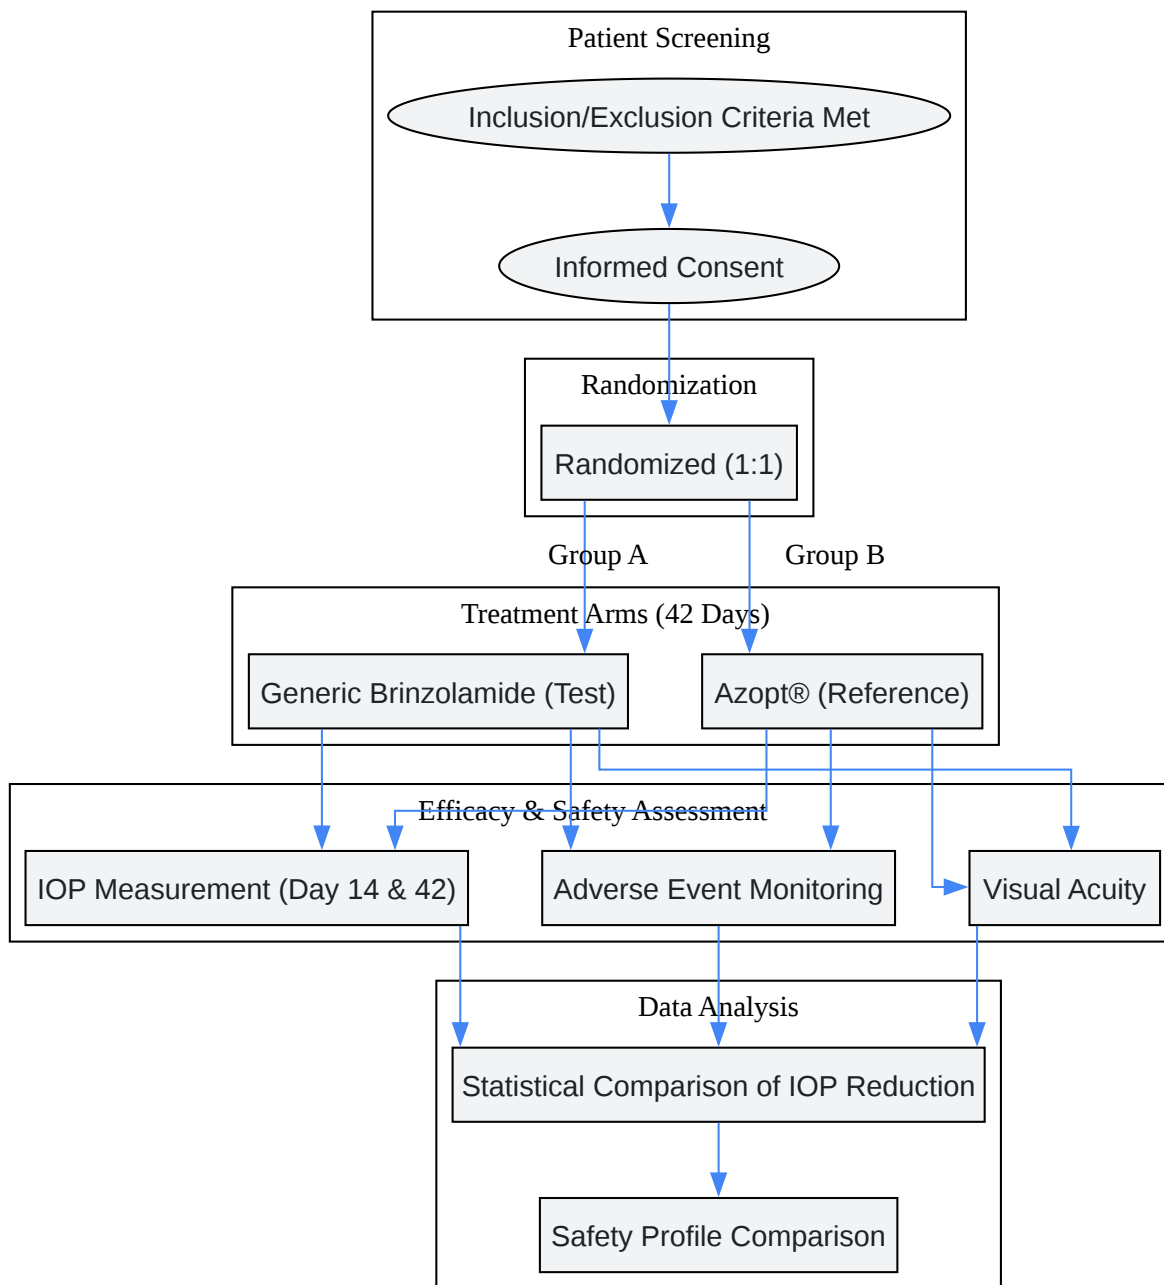 Patient Screening
Inclusion/Exclusion Criteria Met
Informed Consent
Randomization
Randomized (1:1)
Group A
Group B
Treatment Arms (42 Days)
Generic Brinzolamide (Test)
Azopt® (Reference)
Efficacy & Safety Assessment
IOP Measurement (Day 14 & 42)
Adverse Event Monitoring
Visual Acuity
Data Analysis
Statistical Comparison of IOP Reduction
Safety Profile Comparison